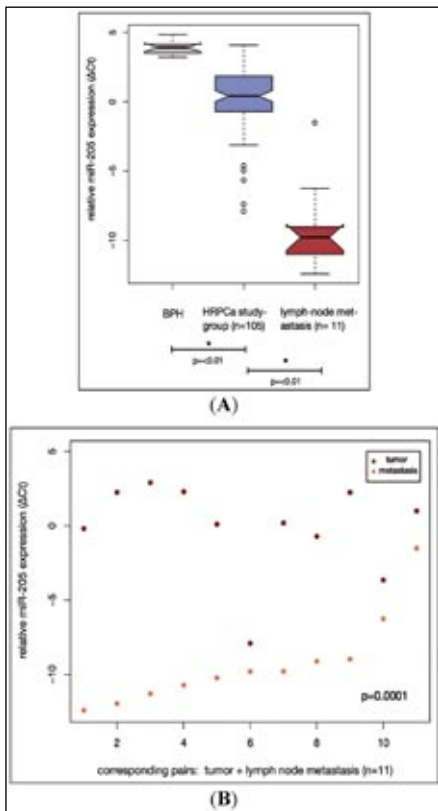 relative miR-205 expression (ΔCt)
5
0
−5
−10
BPH
HRPCa study-
group (n=105)
lymph-node met-
astasis (n= 11)
*
p=<0.01
*
p=<0.01
(A)
relative miR-205 expression (ΔCt)
5
0
−5
−10
tumor
metastasis
p=0.0001
2
4
6
8
10
corresponding pairs: tumor + lymph node metastasis (n=11)
(B)